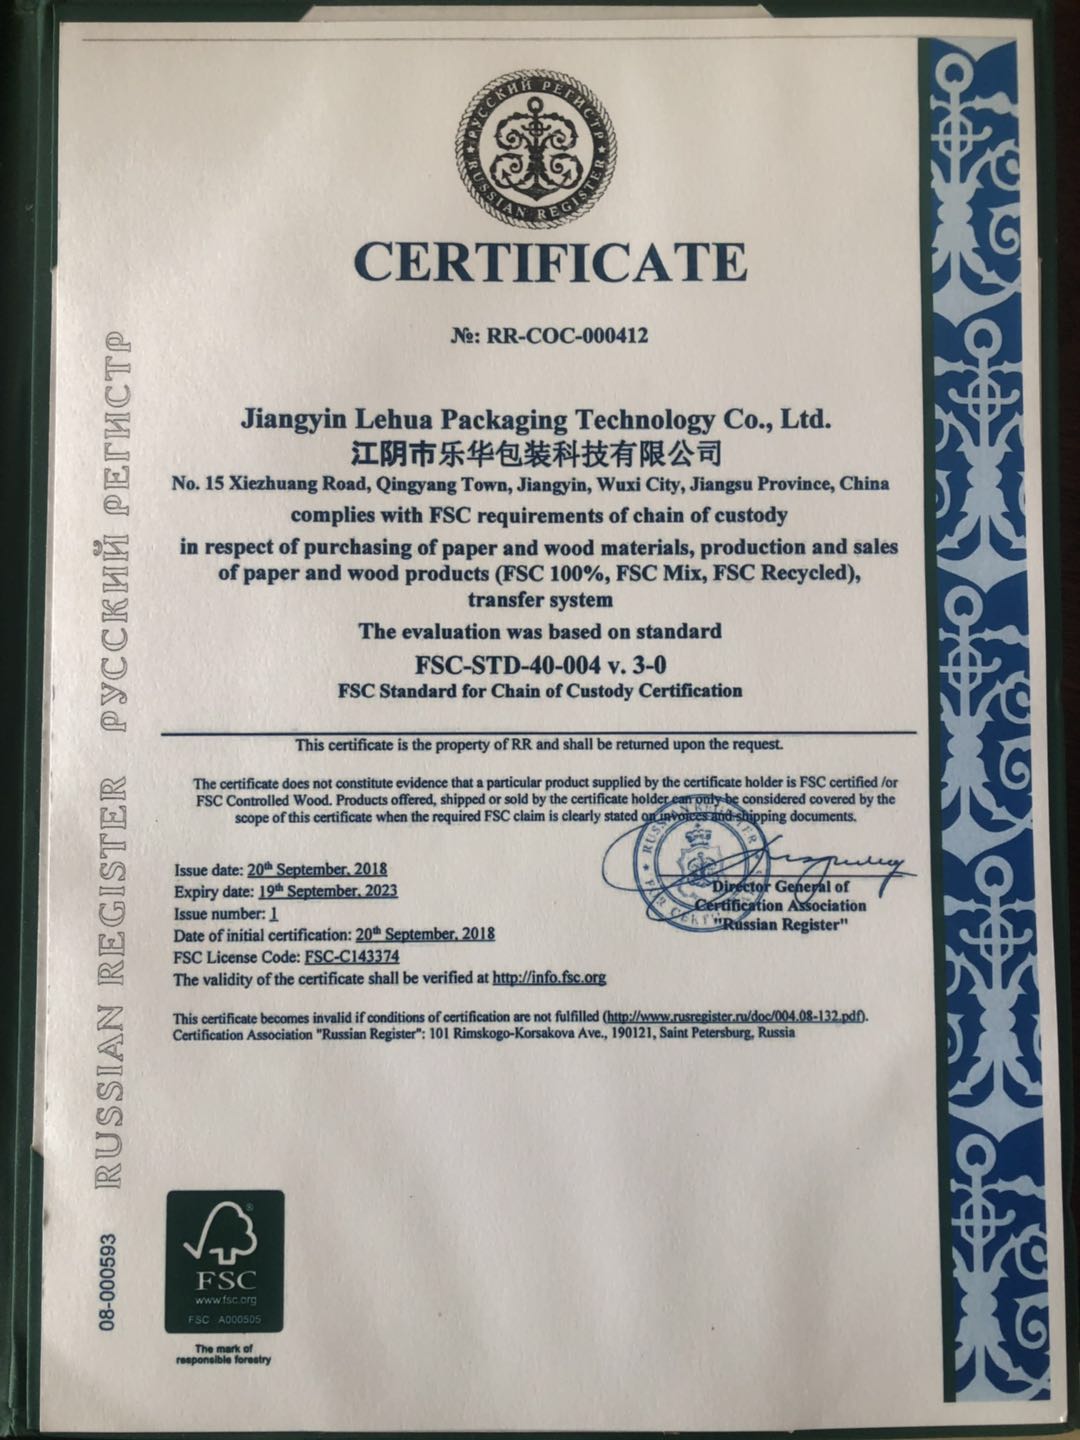 РУССКИЙ РЕГИСТР
RUSSIAN REGISTER
CERTIFICATE
№: RR-COC-000412
Jiangyin Lehua Packaging Technology Co., Ltd.
江阴市乐华包装科技有限公司
No. 15 Xiezhuang Road, Qingyang Town, Jiangyin, Wuxi City, Jiangsu Province, China
complies with FSC requirements of chain of custody
in respect of purchasing of paper and wood materials, production and sales
of paper and wood products (FSC 100%, FSC Mix, FSC Recycled),
transfer system
The evaluation was based on standard
FSC-STD-40-004 v. 3-0
FSC Standard for Chain of Custody Certification
This certificate is the property of RR and shall be returned upon the request.
The certificate does not constitute evidence that a particular product supplied by the certificate holder is FSC certified /or
FSC Controlled Wood. Products offered, shipped or sold by the certificate holder can only be considered covered by the
scope of this certificate when the required FSC claim is clearly stated on invoices and shipping documents.
Issue date: 20th September, 2018
Expiry date: 19th September, 2023
Issue number: 1
Date of initial certification: 20th September, 2018
FSC License Code: FSC-C143374
The validity of the certificate shall be verified at http://info.fsc.org
RUSSIAN REGISTER
Director General of
Certification Association
"Russian Register"
This certificate becomes invalid if conditions of certification are not fulfilled (http://www.rusregister.ru/doc/004.08-132.pdf).
Certification Association "Russian Register": 101 Rimskogo-Korsakova Ave., 190121, Saint Petersburg, Russia
RUSSIAN REGISTER РУССКИЙ РЕГИСТР
08-000593
FSC
www.fsc.org
FSC A000505
The mark of
responsible forestry